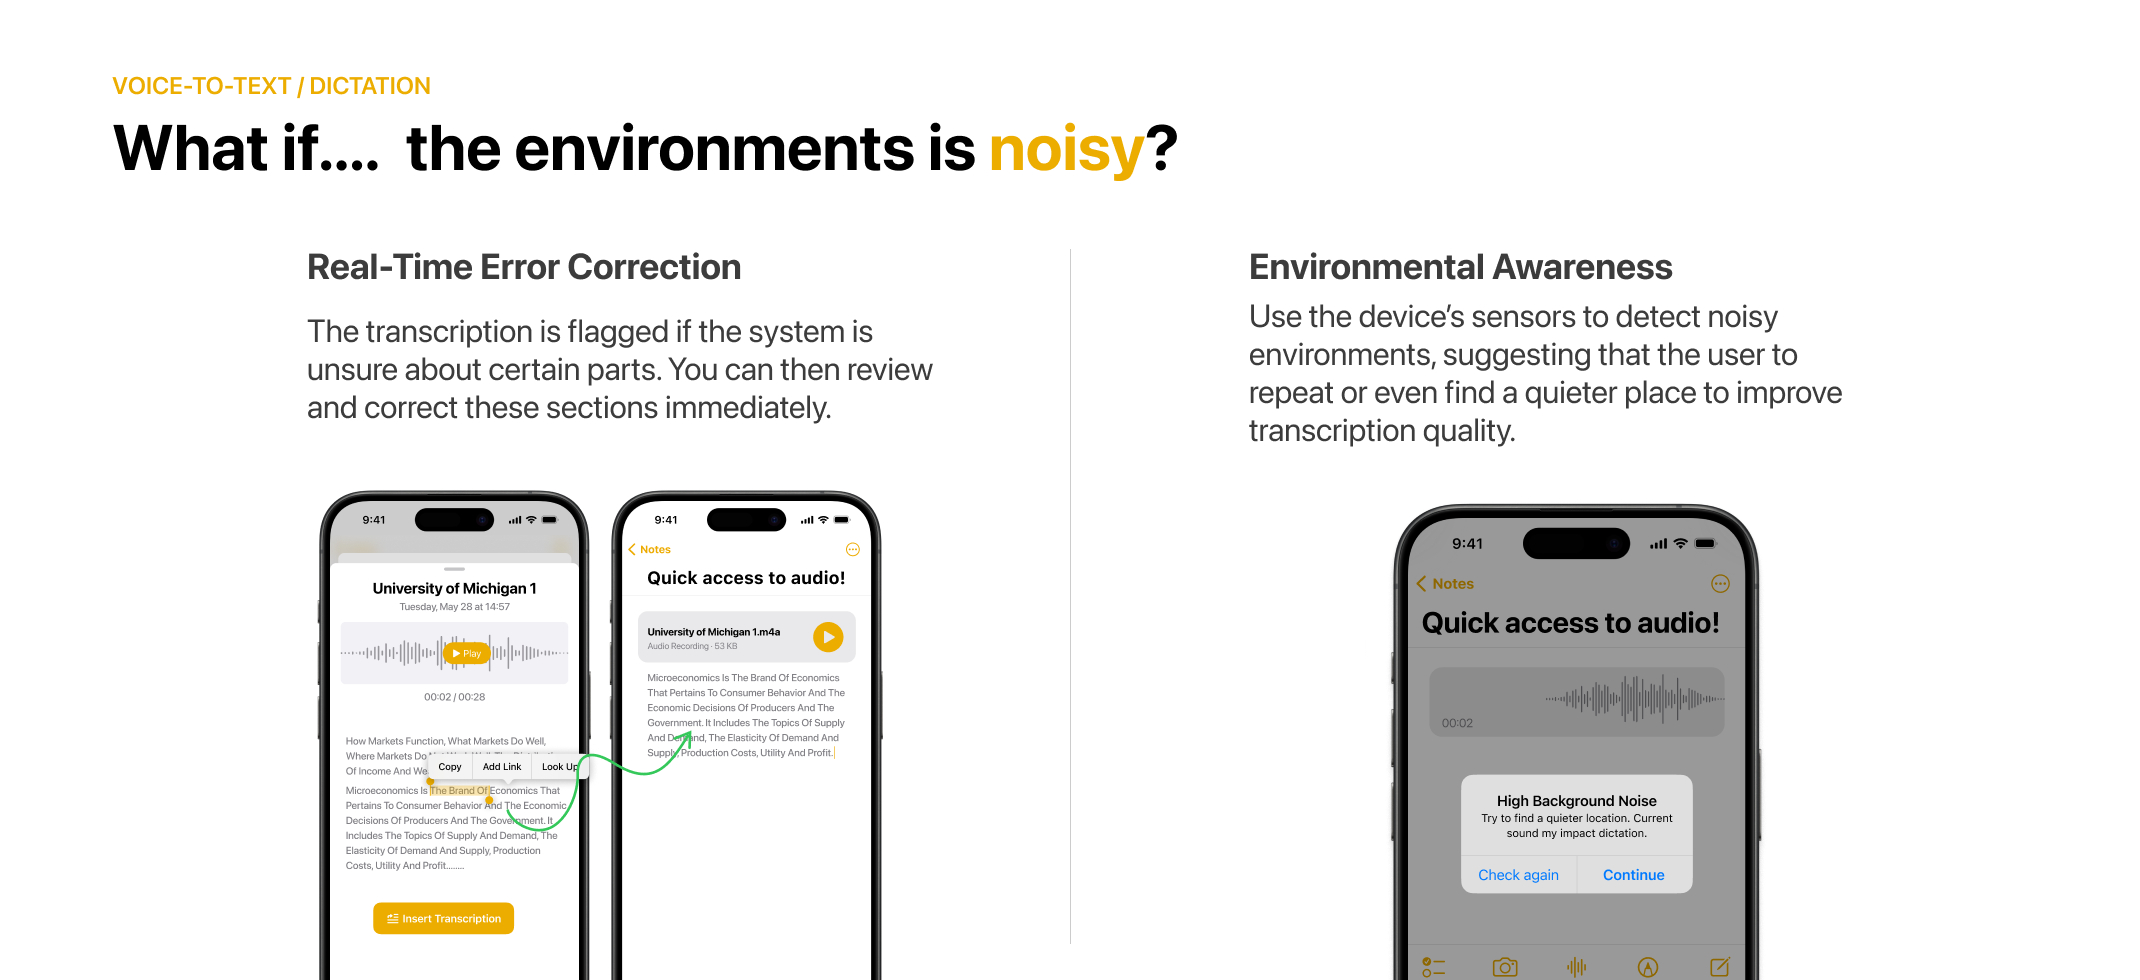 VOICE-TO-TEXT / DICTATION
What if....  the environments is noisy?
Real-Time Error Correction
The transcription is flagged if the system is
unsure about certain parts. You can then review
and correct these sections immediately.
9:41
University of Michigan 1
Tuesday, May 28 at 14:57
Play
00:02 / 00:28
How Markets Function, What Markets Do Well,
Where Markets Do
Of Income And We
Copy
Add Link
Look Up
Microeconomics Is The Brand Of Economics That
Pertains To Consumer Behavior And The Economic
Decisions Of Producers And The Government. It
Includes The Topics Of Supply And Demand, The
Elasticity Of Demand And Supply, Production
Costs, Utility And Profit........
Insert Transcription
9:41
Notes
Quick access to audio!
University of Michigan 1.m4a
Audio Recording · 53 KB
Microeconomics Is The Brand Of Economics
That Pertains To Consumer Behavior And The
Economic Decisions Of Producers And The
Government. It Includes The Topics Of Supply
And Demand, The Elasticity Of Demand And
Supply, Production Costs, Utility And Profit.
Environmental Awareness
Use the device's sensors to detect noisy
environments, suggesting that the user to
repeat or even find a quieter place to improve
transcription quality.
9:41
Notes
Quick access to audio!
00:02
High Background Noise
Try to find a quieter location. Current
sound my impact dictation.
Check again
Continue